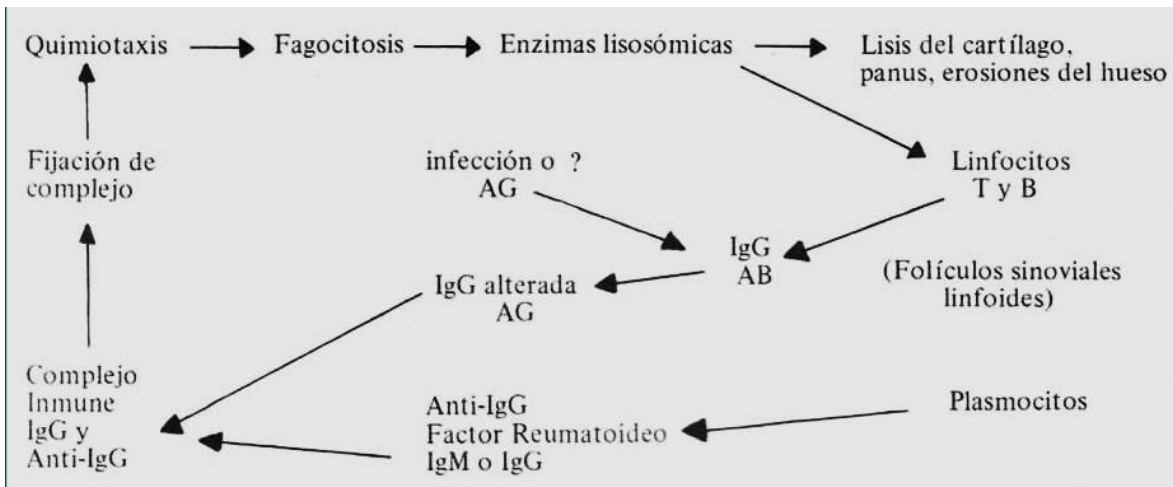 Quimiotaxis
Fagocitosis
Enzimas lisosómicas
Lisis del cartílago,
panus, erosiones del hueso
Fijación de
complejo
infección o ?
AG
Linfocitos
T y B
IgG
AB
(Folículos sinoviales
linfoides)
IgG alterada
AG
Complejo
Inmune
IgG y
Anti-IgG
Anti-IgG
Factor Reumatoideo
IgM o IgG
Plasmocitos